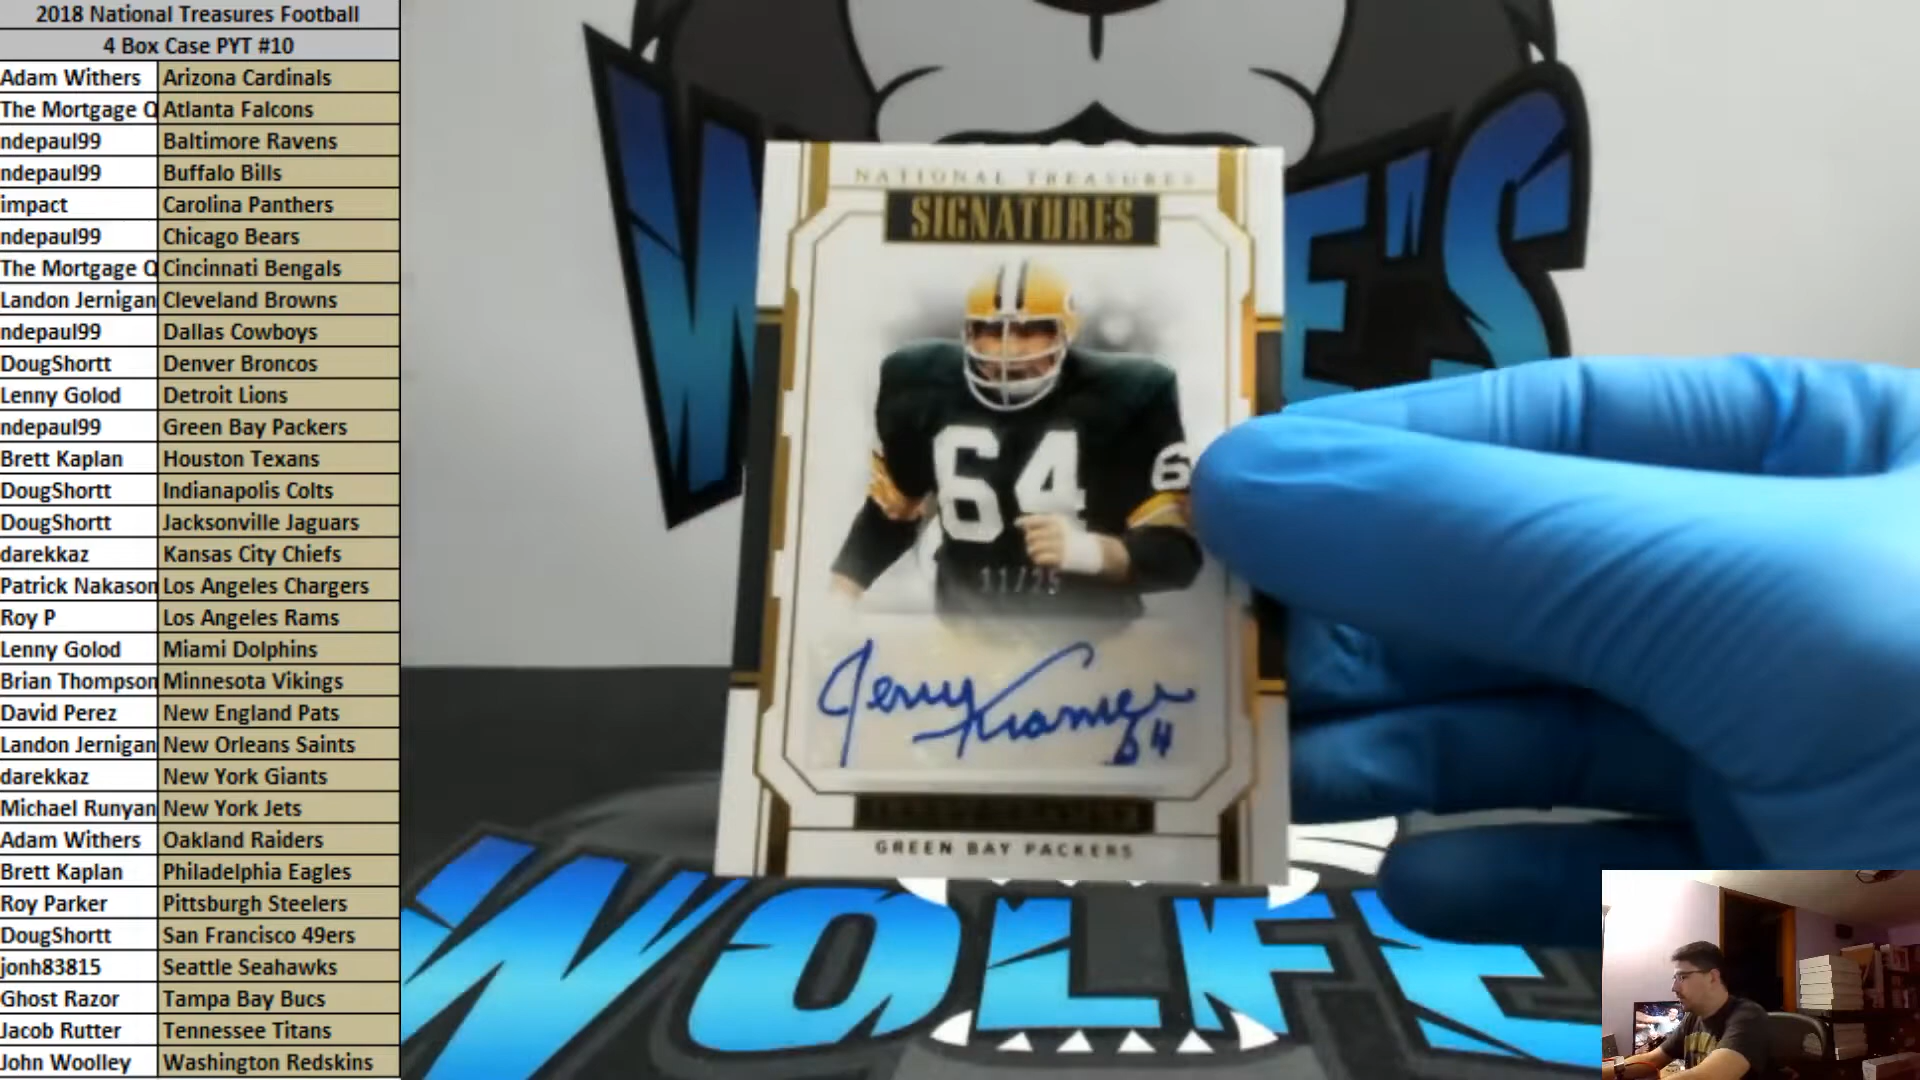 2018 National Treasures Football
4 Box Case PYT #10
Adam Withers Arizona Cardinals
The Mortgage Q Atlanta Falcons
ndepaul99 Baltimore Ravens
ndepaul99 Buffalo Bills
impact Carolina Panthers
ndepaul99 Chicago Bears
The Mortgage Q Cincinnati Bengals
Landon Jernigan Cleveland Browns
ndepaul99 Dallas Cowboys
DougShortt Denver Broncos
Lenny Golod Detroit Lions
ndepaul99 Green Bay Packers
Brett Kaplan Houston Texans
DougShortt Indianapolis Colts
DougShortt Jacksonville Jaguars
darekkaz Kansas City Chiefs
Patrick Nakason Los Angeles Chargers
Roy P Los Angeles Rams
Lenny Golod Miami Dolphins
Brian Thompson Minnesota Vikings
David Perez New England Pats
Landon Jernigan New Orleans Saints
darekkaz New York Giants
Michael Runyan New York Jets
Adam Withers Oakland Raiders
Brett Kaplan Philadelphia Eagles
Roy Parker Pittsburgh Steelers
DougShortt San Francisco 49ers
jonh83815 Seattle Seahawks
Ghost Razor Tampa Bay Bucs
Jacob Rutter Tennessee Titans
John Woolley Washington Redskins
NATIONAL TREASURES
SIGNATURES
64
6
11/25
Jerry Kramer
64
GREEN BAY PACKERS
W E"S
WOLFE